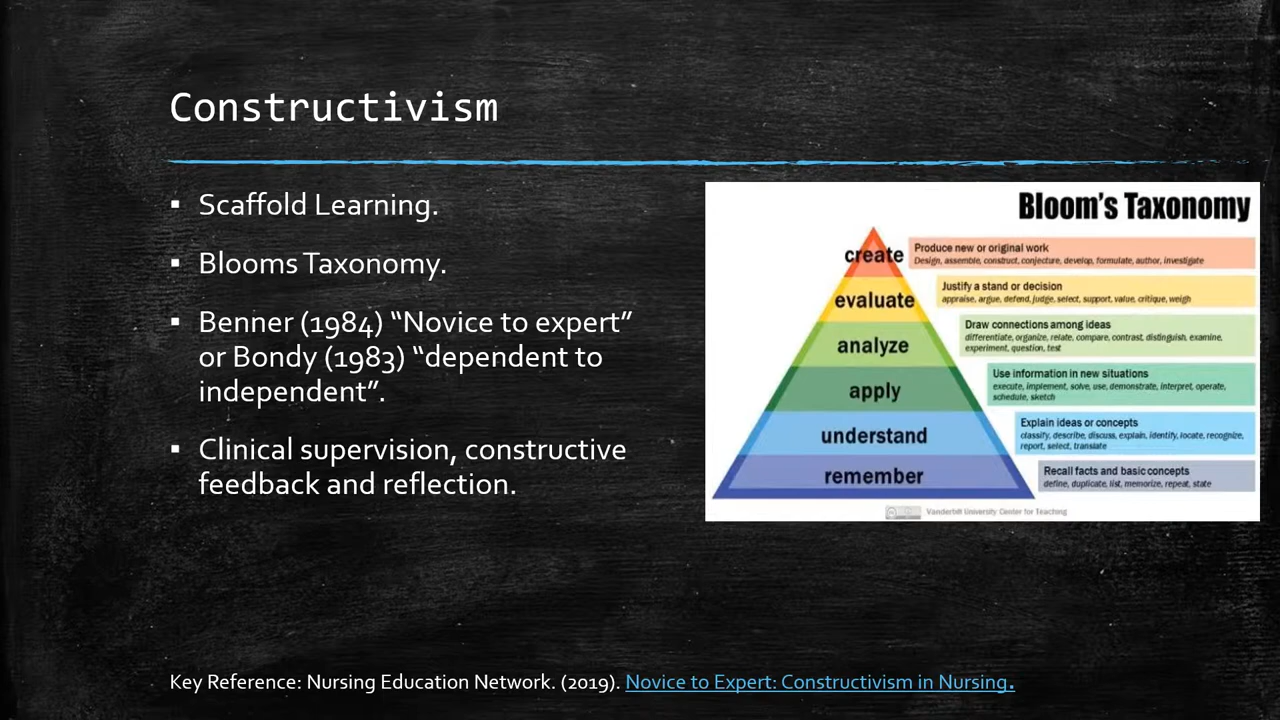 Constructivism
▪ Scaffold Learning.
▪ Blooms Taxonomy.
▪ Benner (1984) “Novice to expert”
or Bondy (1983) “dependent to
independent”.
▪ Clinical supervision, constructive
feedback and reflection.
Bloom's Taxonomy
create
Produce new or original work
Design, assemble, construct, conjecture, develop, formulate, author, investigate
evaluate
Justify a stand or decision
appraise, argue, defend, judge, select, support, value, critique, weigh
analyze
Draw connections among ideas
differentiate, organize, relate, compare, contrast, distinguish, examine,
experiment, question, test
apply
Use information in new situations
execute, implement, solve, use, demonstrate, interpret, operate,
schedule, sketch
understand
Explain ideas or concepts
classify, describe, discuss, explain, identify, locate, recognize,
report, select, translate
remember
Recall facts and basic concepts
define, duplicate, list, memorize, repeat, state
Vanderbilt University Center for Teaching
Key Reference: Nursing Education Network. (2019). Novice to Expert: Constructivism in Nursing.